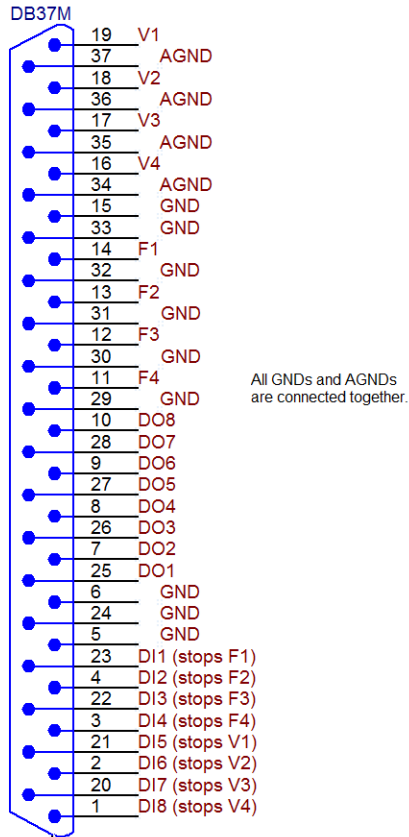 DB37M
19 V1
37 AGND
18 V2
36 AGND
17 V3
35 AGND
16 V4
34 AGND
15 GND
33 GND
14 F1
32 GND
13 F2
31 GND
12 F3
30 GND
11 F4
29 GND
10 DO8
28 DO7
9 DO6
27 DO5
8 DO4
26 DO3
7 DO2
25 DO1
6 GND
24 GND
5 GND
23 DI1 (stops F1)
4 DI2 (stops F2)
22 DI3 (stops F3)
3 DI4 (stops F4)
21 DI5 (stops V1)
2 DI6 (stops V2)
20 DI7 (stops V3)
1 DI8 (stops V4)
All GNDs and AGNDs
are connected together.